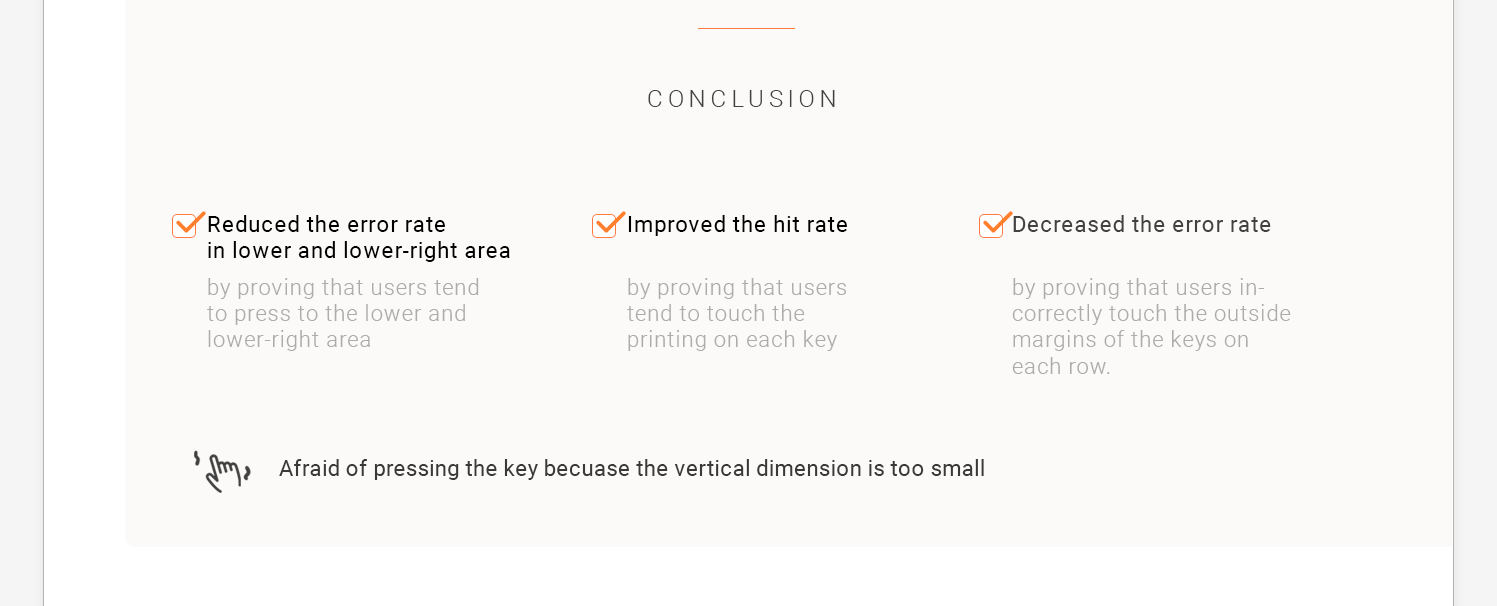 CONCLUSION
Reduced the error rate
in lower and lower-right area
by proving that users tend
to press to the lower and
lower-right area
Improved the hit rate
by proving that users
tend to touch the
printing on each key
Decreased the error rate
by proving that users in-
correctly touch the outside
margins of the keys on
each row.
Afraid of pressing the key becuase the vertical dimension is too small